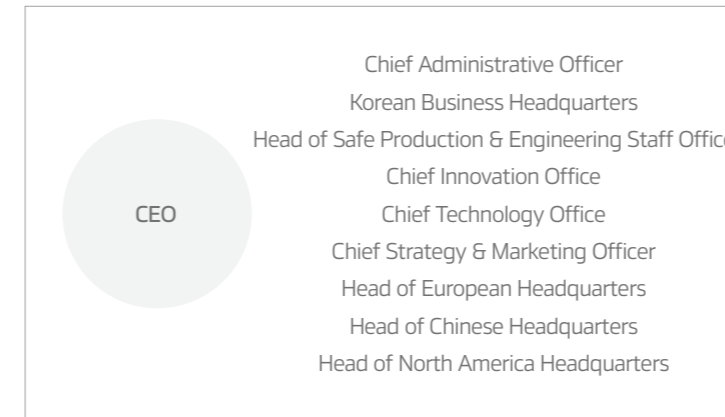 CEO
Chief Administrative Officer
Korean Business Headquarters
Head of Safe Production & Engineering Staff Offic
Chief Innovation Office
Chief Technology Office
Chief Strategy & Marketing Officer
Head of European Headquarters
Head of Chinese Headquarters
Head of North America Headquarters